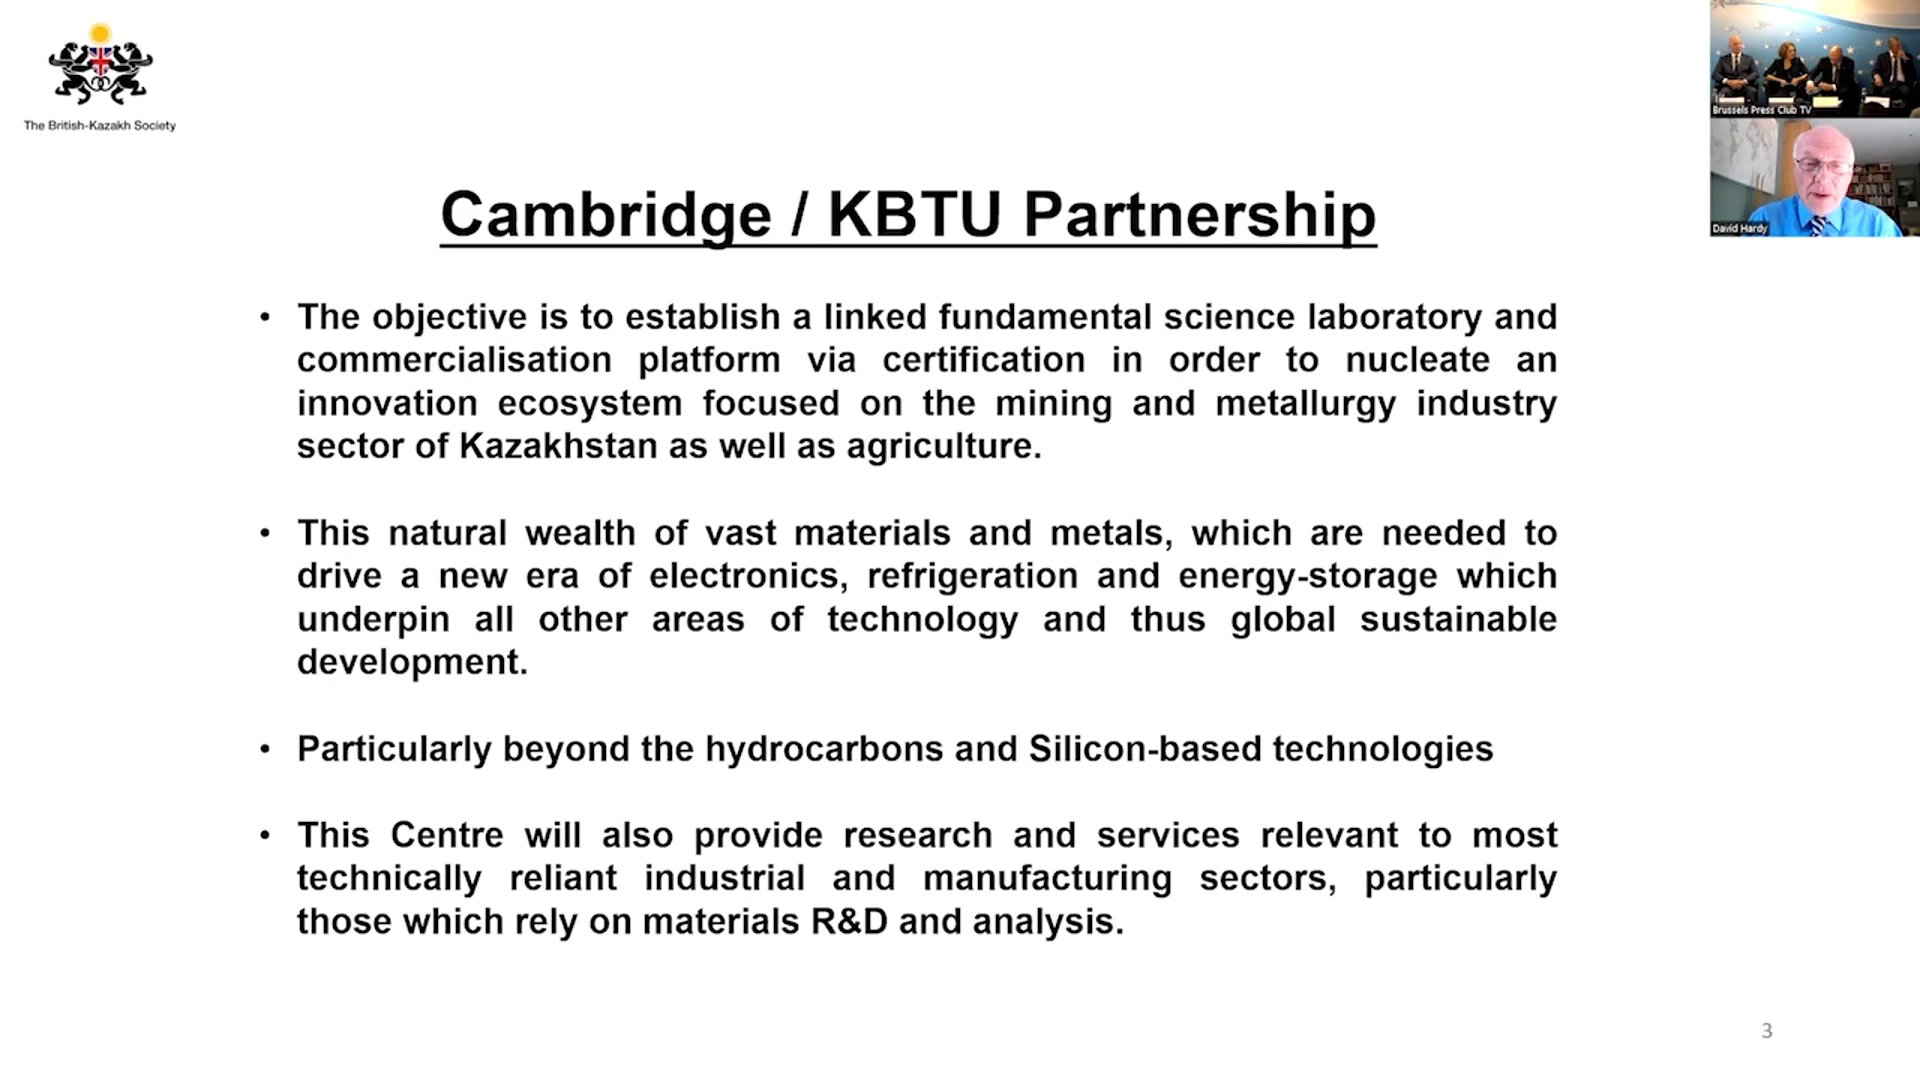 The British-Kazakh Society
Brussels Press Club TV
David Hardy
Cambridge / KBTU Partnership
• The objective is to establish a linked fundamental science laboratory and
commercialisation platform via certification in order to nucleate an
innovation ecosystem focused on the mining and metallurgy industry
sector of Kazakhstan as well as agriculture.
• This natural wealth of vast materials and metals, which are needed to
drive a new era of electronics, refrigeration and energy-storage which
underpin all other areas of technology and thus global sustainable
development.
• Particularly beyond the hydrocarbons and Silicon-based technologies
• This Centre will also provide research and services relevant to most
technically reliant industrial and manufacturing sectors, particularly
those which rely on materials R&D and analysis.
3